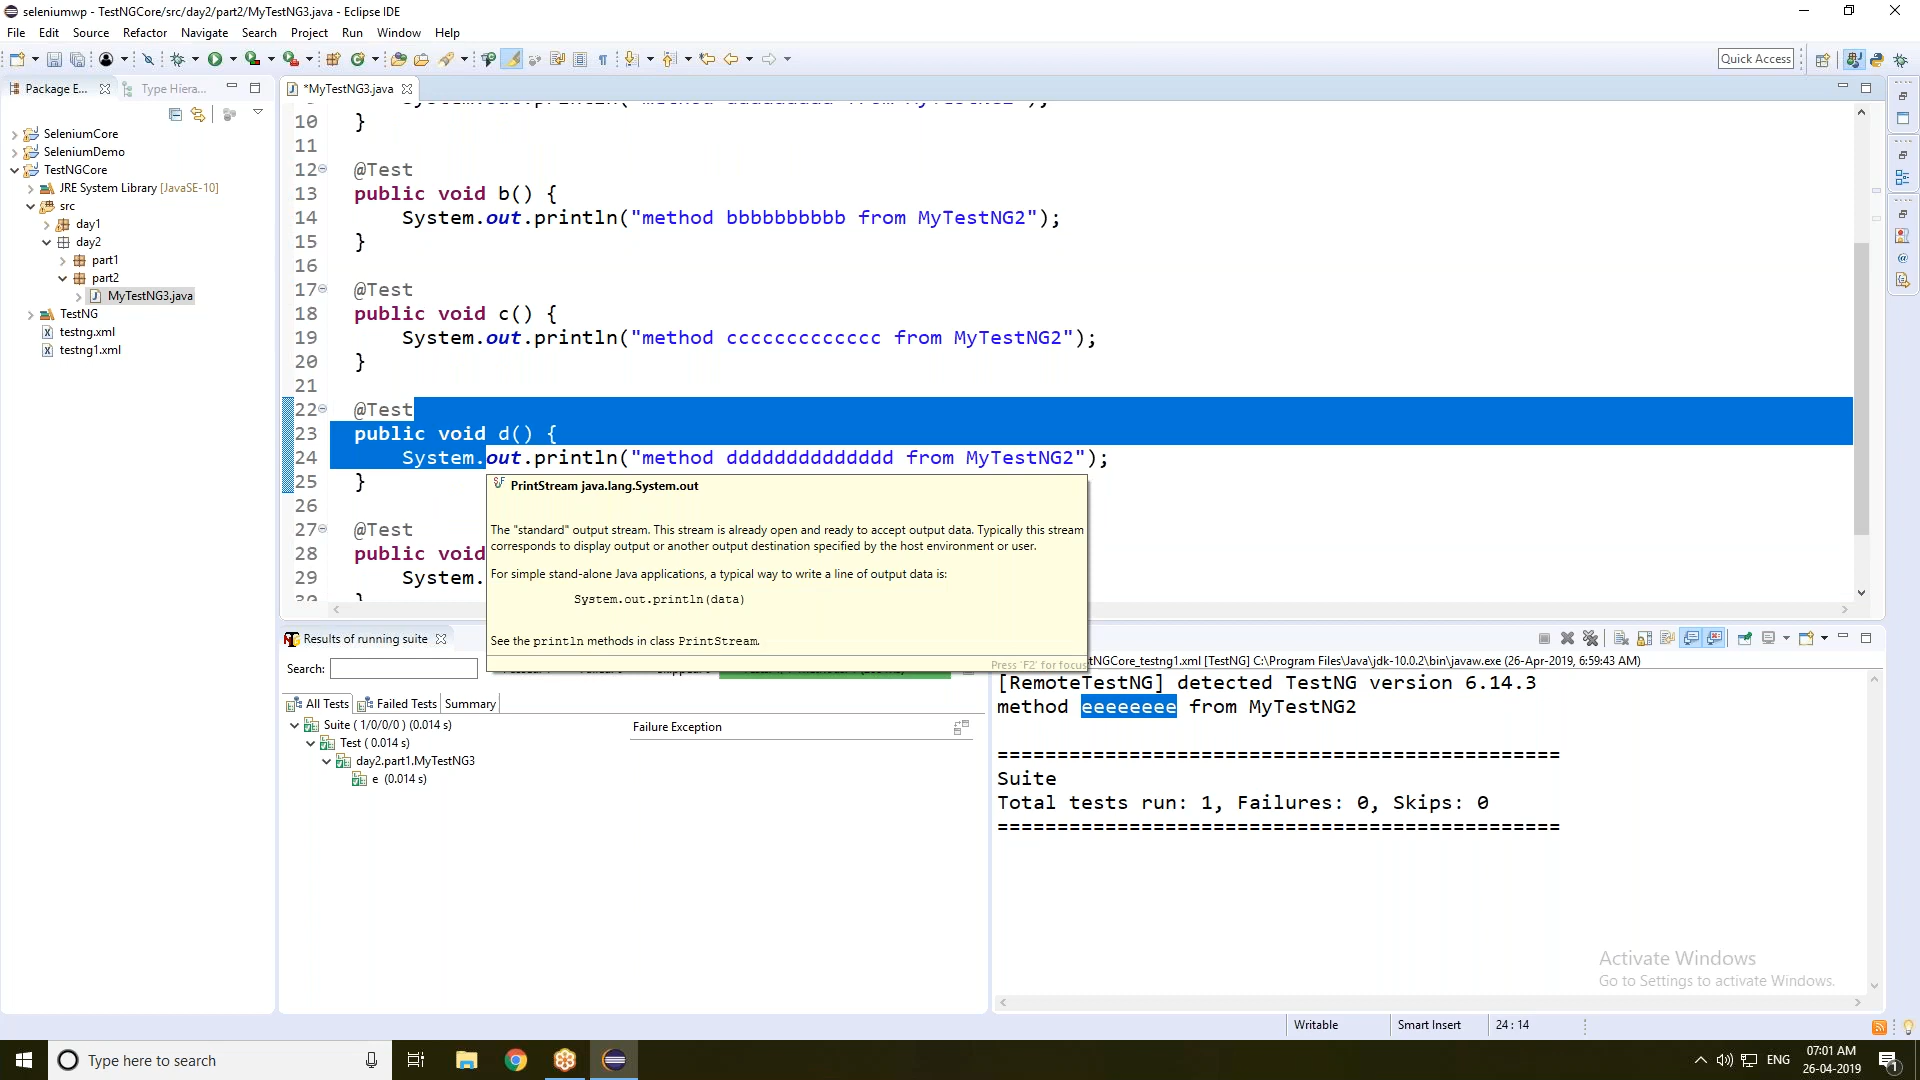 seleniumwp - TestNGCore/src/day2/part2/MyTestNG3.java - Eclipse IDE
File Edit Source Refactor Navigate Search Project Run Window Help
Quick Access
Package E... Type Hiera...
SeleniumCore
SeleniumDemo
TestNGCore
JRE System Library [JavaSE-10]
src
day1
day2
part1
part2
MyTestNG3.java
TestNG
testng.xml
testng1.xml
*MyTestNG3.java
10 }
11
12 @Test
13 public void b() {
14 System.out.println("method bbbbbbbbbb from MyTestNG2");
15 }
16
17 @Test
18 public void c() {
19 System.out.println("method ccccccccccccc from MyTestNG2");
20 }
21
22 @Test
23 public void d() {
24 System.out.println("method dddddddddddddd from MyTestNG2");
25 }
26
27 @Test
28 public void
29 System.
30 }
PrintStream java.lang.System.out
The "standard" output stream. This stream is already open and ready to accept output data. Typically this stream
corresponds to display output or another output destination specified by the host environment or user.
For simple stand-alone Java applications, a typical way to write a line of output data is:
System.out.println(data)
See the println methods in class PrintStream.
Press 'F2' for focus
Results of running suite
Search:
All Tests Failed Tests Summary
Suite ( 1/0/0/0 ) (0.014 s)
Test ( 0.014 s)
day2.part1.MyTestNG3
e (0.014 s)
Failure Exception
tNGCore_testng1.xml [TestNG] C:\Program Files\Java\jdk-10.0.2\bin\javaw.exe (26-Apr-2019, 6:59:43 AM)
[RemoteTestNG] detected TestNG version 6.14.3
method eeeeeeee from MyTestNG2
===============================================
Suite
Total tests run: 1, Failures: 0, Skips: 0
===============================================
Activate Windows
Go to Settings to activate Windows.
Writable Smart Insert 24 : 14
Type here to search
ENG
07:01 AM
26-04-2019
1